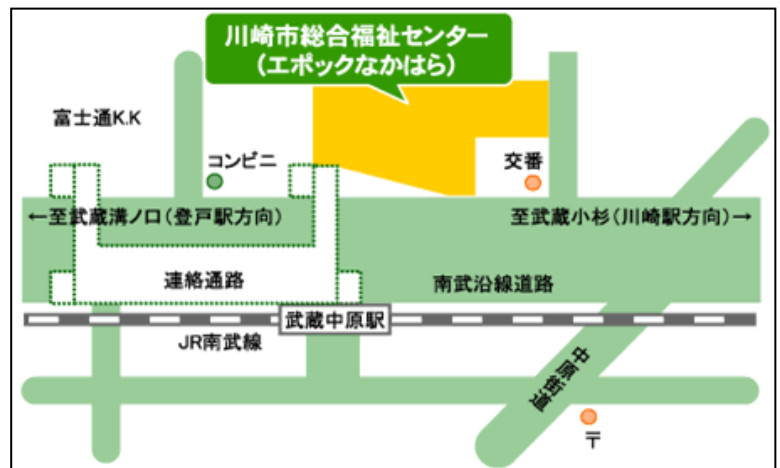 川崎市総合福祉センター
（エポックなかはら）
富士通K.K
コンビニ
交番
←至武蔵溝ノ口（登戸駅方向）
至武蔵小杉（川崎駅方向）→
連絡通路
南武沿線道路
武蔵中原駅
JR南武線
中原街道
〒